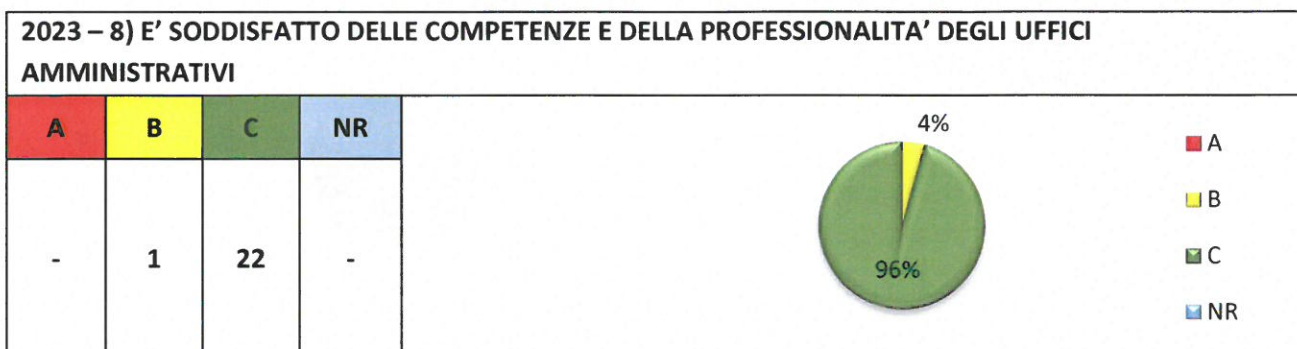 2023 – 8) E’ SODDISFATTO DELLE COMPETENZE E DELLA PROFESSIONALITA’ DEGLI UFFICI
AMMINISTRATIVI
A B C NR
- 1 22 -
4%
96%
A
B
C
NR